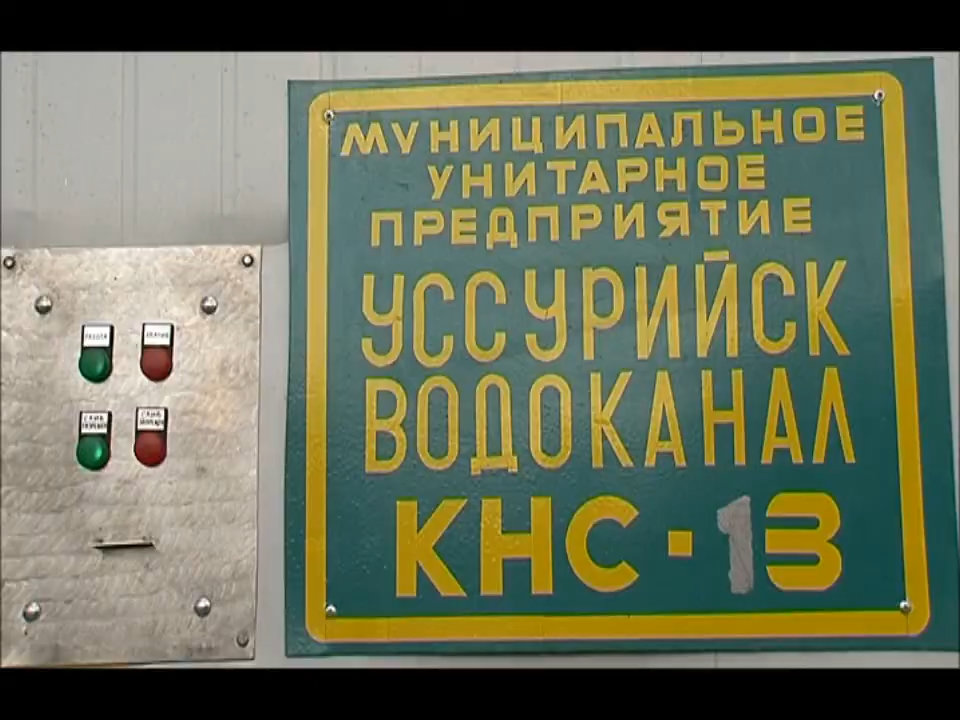 МУНИЦИПАЛЬНОЕ
УНИТАРНОЕ
ПРЕДПРИЯТИЕ
УССУРИЙСК
ВОДОКАНАЛ
КНС - 13